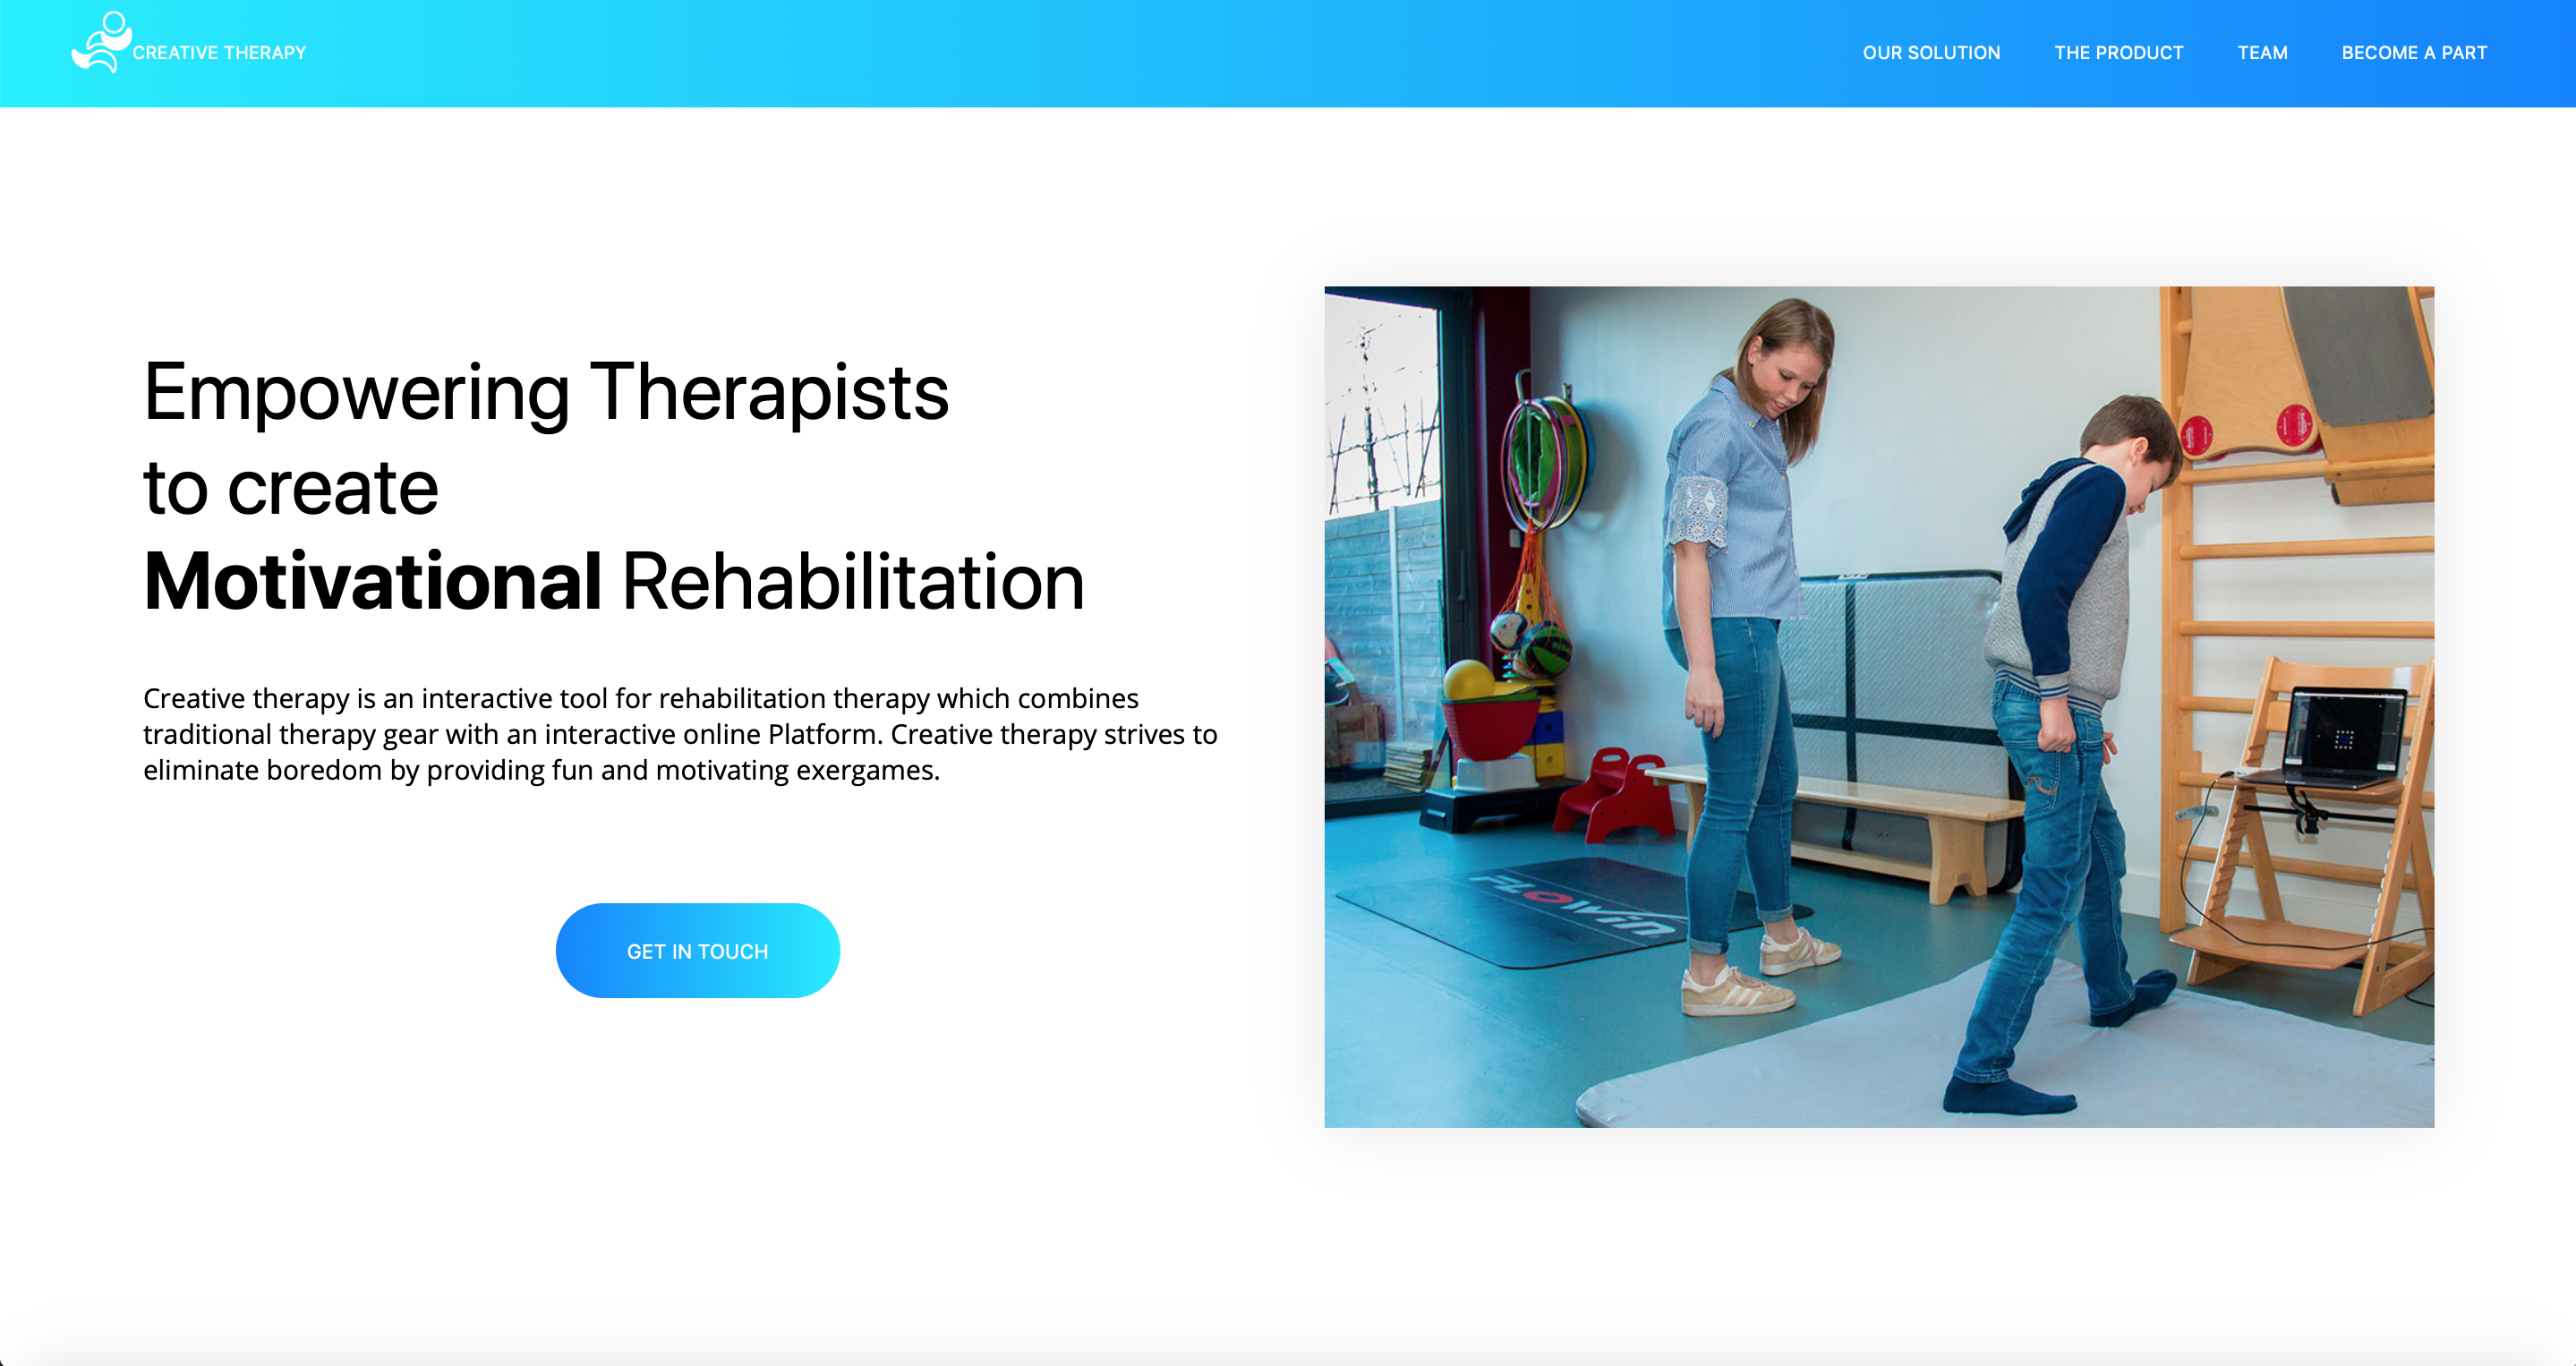 CREATIVE THERAPY
OUR SOLUTION
THE PRODUCT
TEAM
BECOME A PART
Empowering Therapists
to create
Motivational Rehabilitation
Creative therapy is an interactive tool for rehabilitation therapy which combines
traditional therapy gear with an interactive online Platform. Creative therapy strives to
eliminate boredom by providing fun and motivating exergames.
GET IN TOUCH
FLOWiN